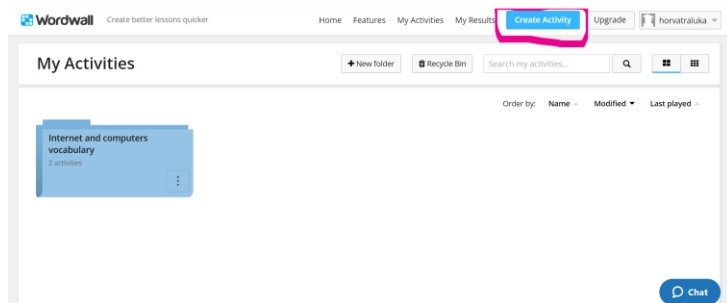 Wordwall Create better lessons quicker Home Features My Activities My Results Create Activity Upgrade horvatraluka
My Activities New folder Recycle Bin Search my activities...
Order by: Name Modified Last played
Internet and computers
vocabulary
2 activities
Chat